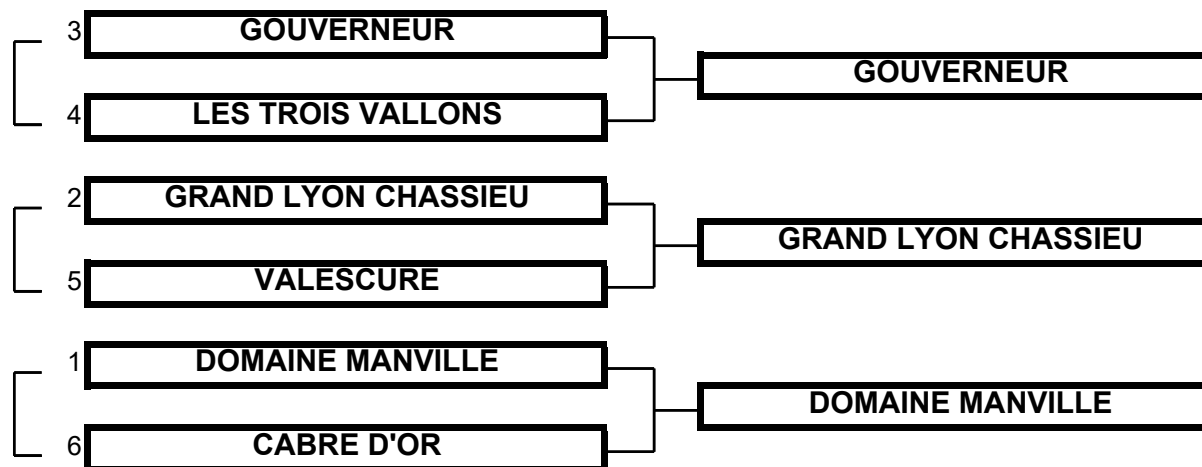 3 GOUVERNEUR
GOUVERNEUR
4 LES TROIS VALLONS
2 GRAND LYON CHASSIEU
GRAND LYON CHASSIEU
5 VALESCURE
1 DOMAINE MANVILLE
DOMAINE MANVILLE
6 CABRE D'OR